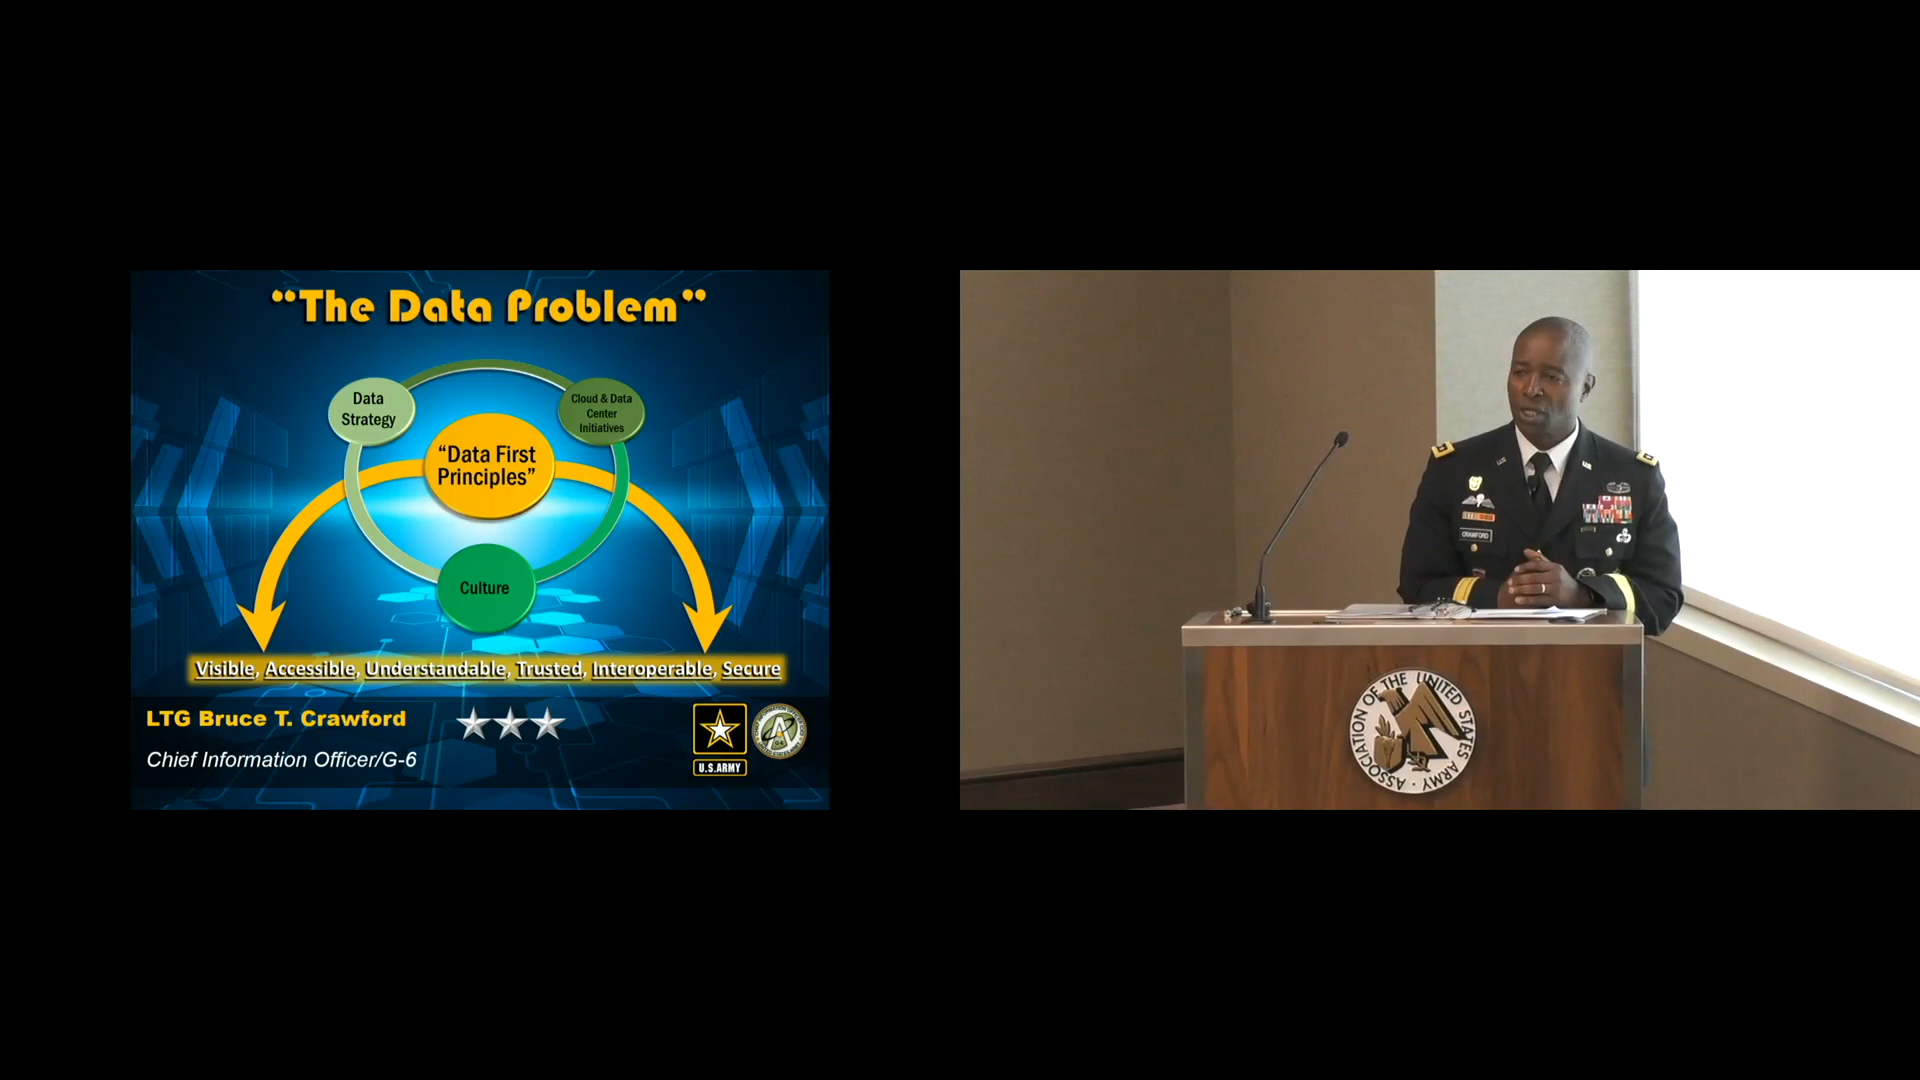 “The Data Problem”
Data
Strategy
Cloud & Data
Center
Initiatives
“Data First
Principles”
Culture
Visible, Accessible, Understandable, Trusted, Interoperable, Secure
LTG Bruce T. Crawford
Chief Information Officer/G-6
U.S.ARMY
CRAWFORD
ASSOCIATION OF THE UNITED STATES ARMY